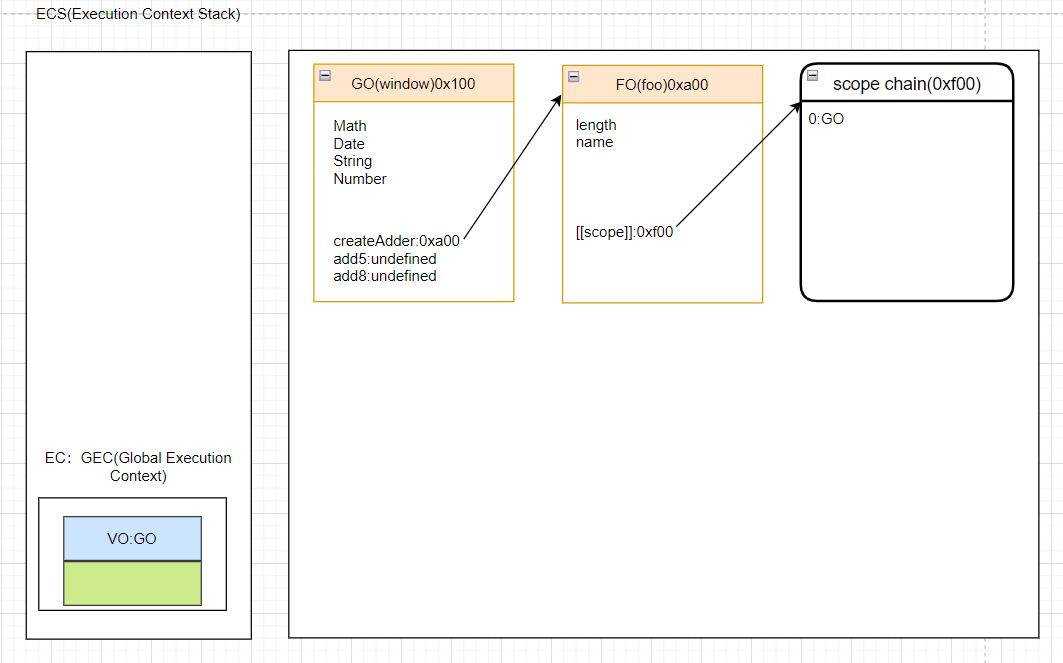 ECS(Execution Context Stack)
GO(window)0x100
Math
Date
String
Number
createAdder:0xa00
add5:undefined
add8:undefined
FO(foo)0xa00
length
name
[[scope]]:0xf00
scope chain(0xf00)
0:GO
EC：GEC(Global Execution
Context)
VO:GO